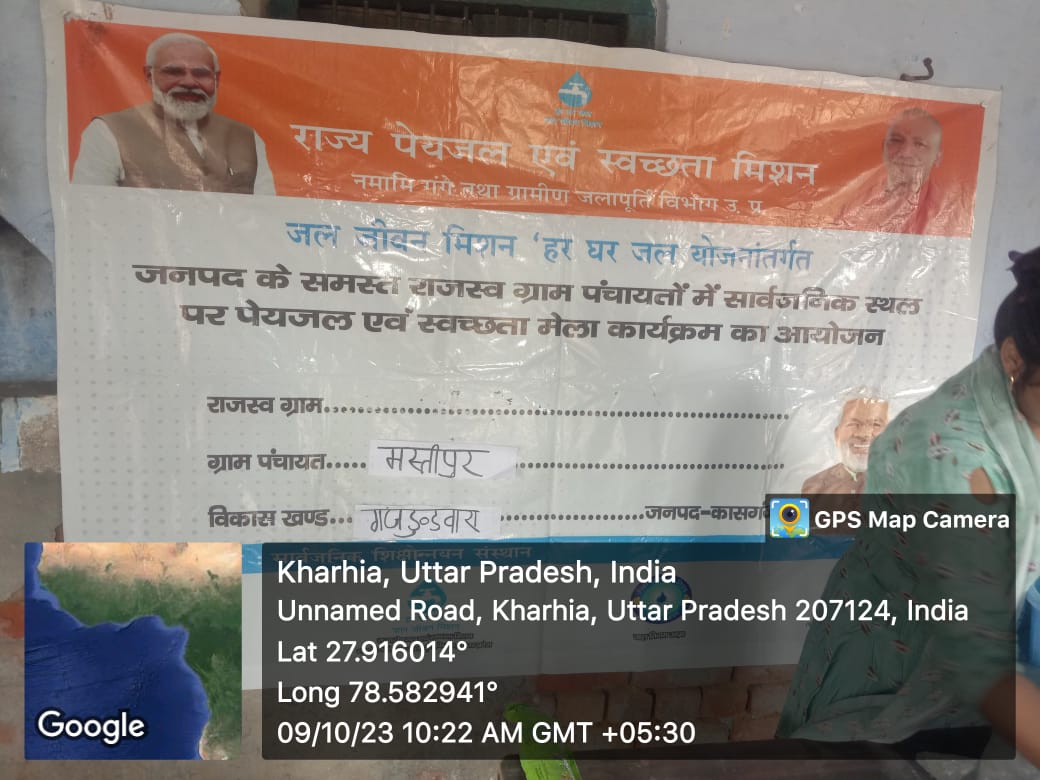 राज्य पेयजल एवं स्वच्छता मिशन
नमामि गंगे तथा ग्रामीण जलापूर्ति विभाग उ. प्र.
जल जीवन मिशन 'हर घर जल योजनांतर्गत
जनपद के समस्त राजस्व ग्राम पंचायतों में सार्वजनिक स्थल
पर पेयजल एवं स्वच्छता मेला कार्यक्रम का आयोजन
राजस्व ग्राम..........
ग्राम पंचायत..... मस्तीपुर ..........
विकास खण्ड... गंजडुन्डवारा ..........जनपद-कासगं
GPS Map Camera
सार्वजनिक शिक्षोन्नयन संस्थान
Kharhia, Uttar Pradesh, India
Unnamed Road, Kharhia, Uttar Pradesh 207124, India
Lat 27.916014°
Long 78.582941°
09/10/23 10:22 AM GMT +05:30
Google